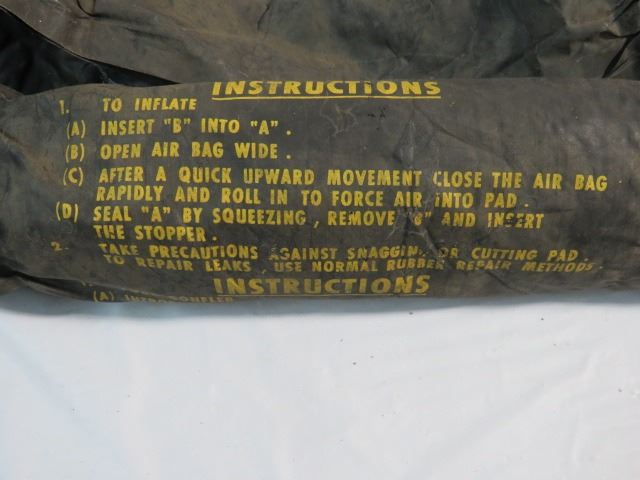 INSTRUCTIONS
1. TO INFLATE
(A) INSERT "B" INTO "A".
(B) OPEN AIR BAG WIDE.
(C) AFTER A QUICK UPWARD MOVEMENT CLOSE THE AIR BAG
RAPIDLY AND ROLL IN TO FORCE AIR INTO PAD.
(D) SEAL "A" BY SQUEEZING, REMOVE "B" AND INSERT
THE STOPPER.
2. TAKE PRECAUTIONS AGAINST SNAGGING OR CUTTING PAD.
TO REPAIR LEAKS, USE NORMAL RUBBER REPAIR METHODS.
INSTRUCTIONS
(A)